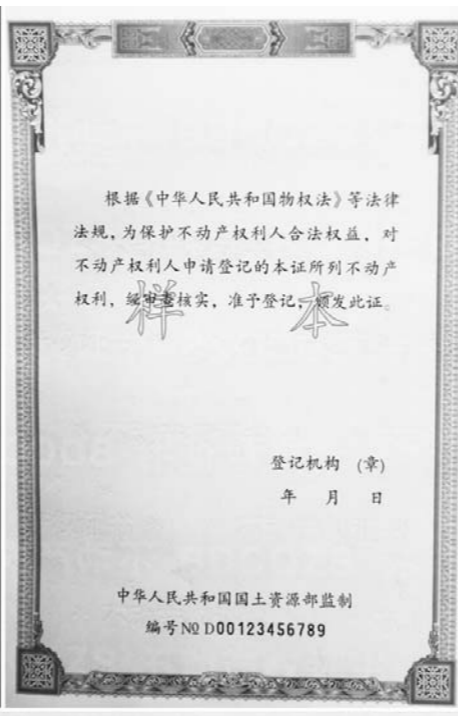 根据《中华人民共和国物权法》等法律
法规,为保护不动产权利人合法权益，对
不动产权利人申请登记的本证所列不动产
权利，经审查核实，准予登记，颁发此证。
样 本
登记机构 (章)
年 月 日
中华人民共和国国土资源部监制
编号№ D00123456789